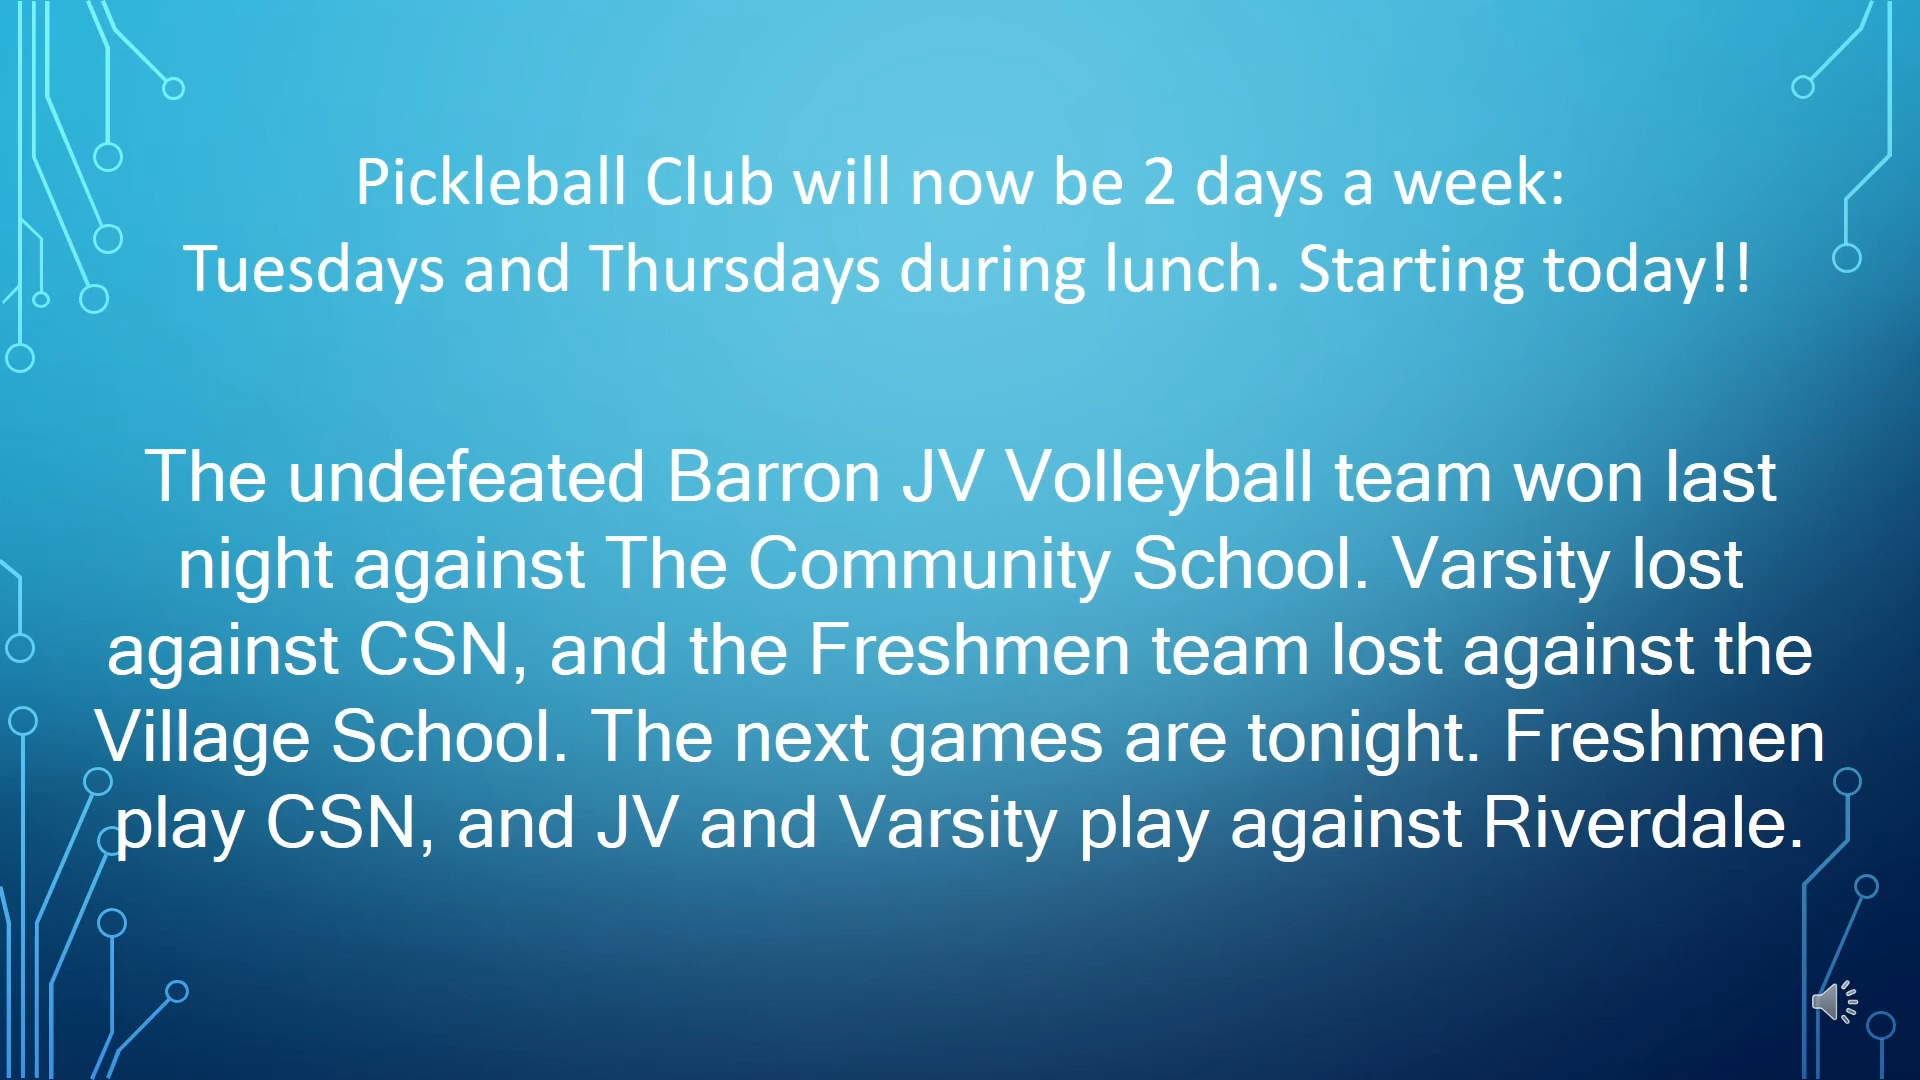 Pickleball Club will now be 2 days a week:
Tuesdays and Thursdays during lunch. Starting today!!
The undefeated Barron JV Volleyball team won last
night against The Community School. Varsity lost
against CSN, and the Freshmen team lost against the
Village School. The next games are tonight. Freshmen
play CSN, and JV and Varsity play against Riverdale.